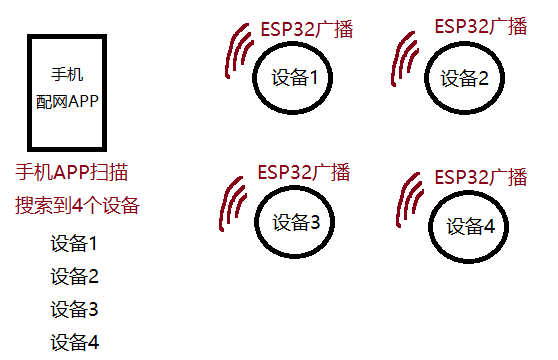 ESP32广播
ESP32广播
手机
配网APP
设备1
设备2
手机APP扫描
搜索到4个设备
ESP32广播
ESP32广播
设备3
设备4
设备1
设备2
设备3
设备4